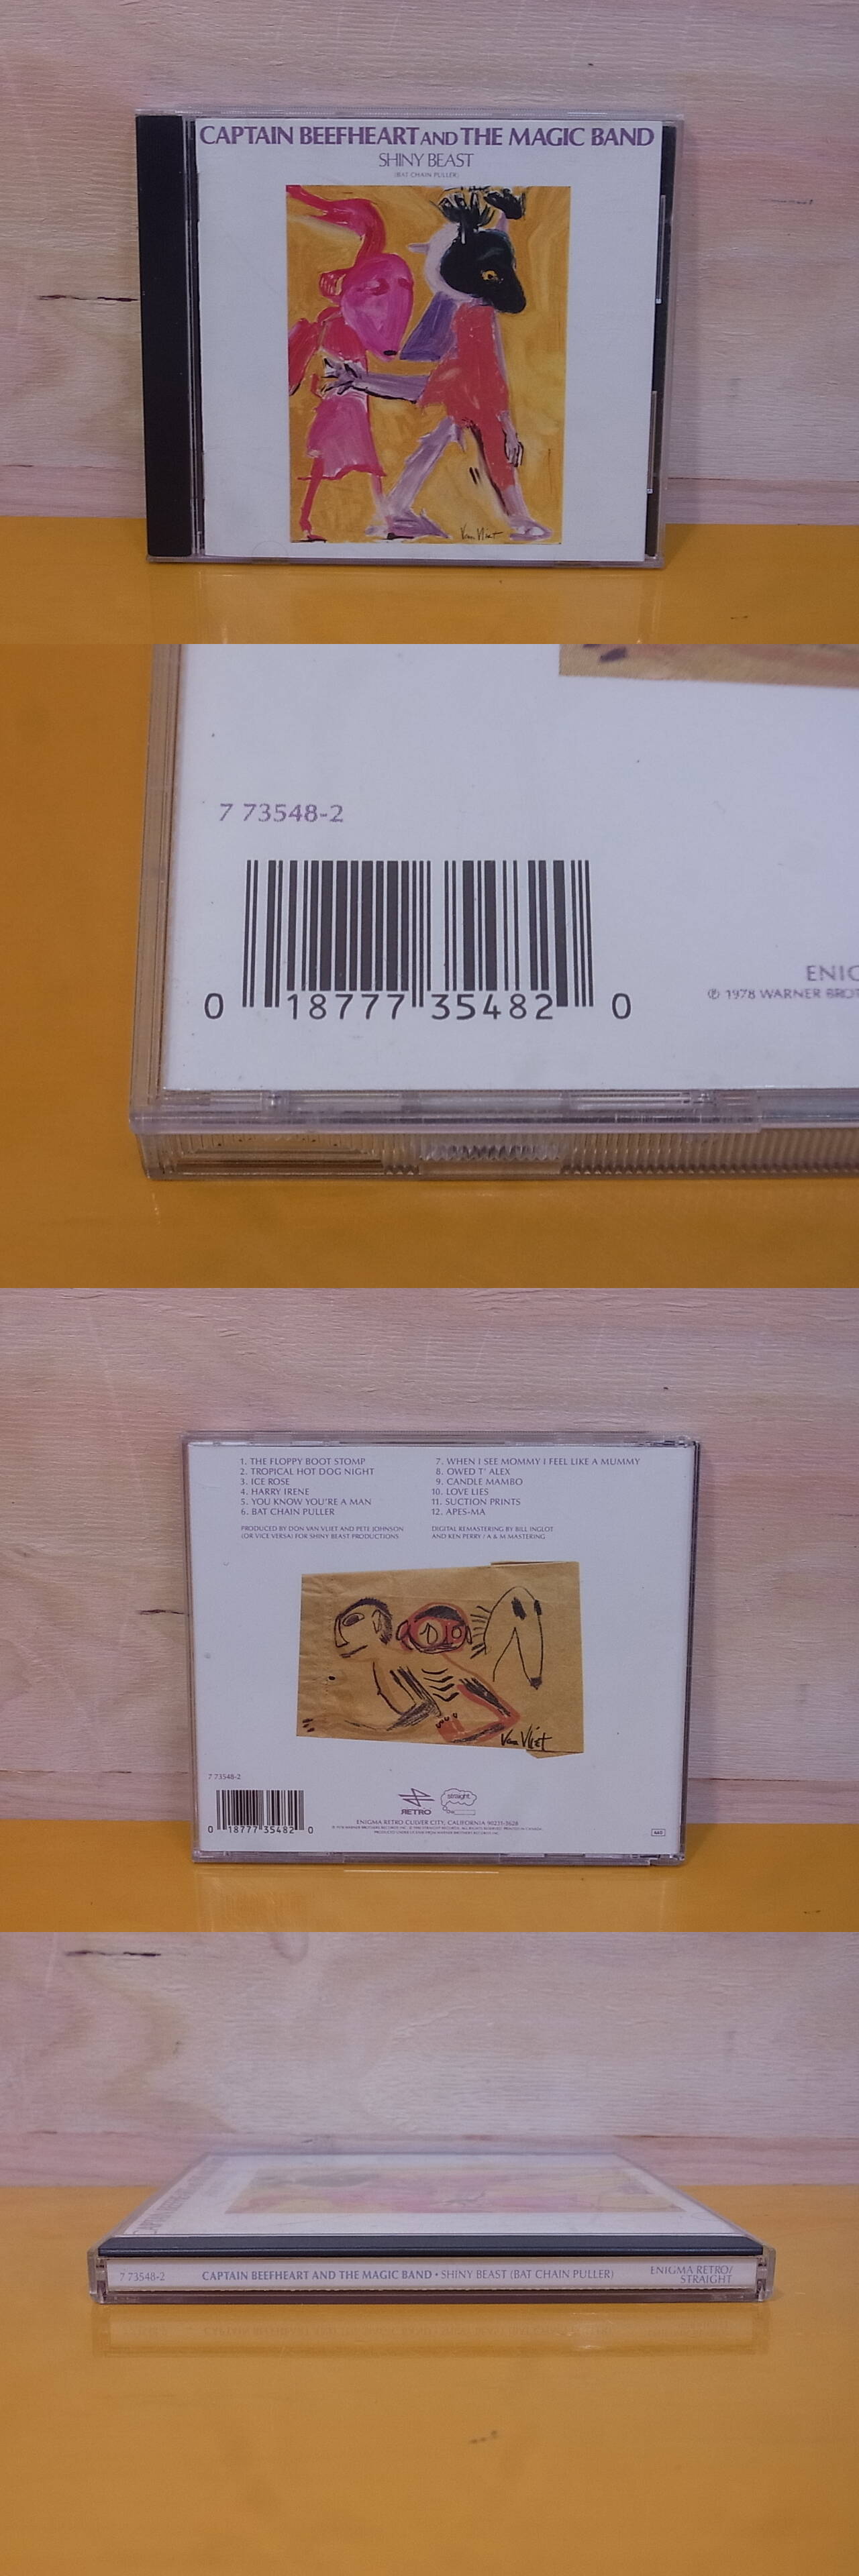 CAPTAIN BEEFHEART AND THE MAGIC BAND
SHINY BEAST
(BAT CHAIN PULLER)
Van Vliet
7 73548-2
0 18777 35482 0
ENIG
℗ 1978 WARNER BROT
1. THE FLOPPY BOOT STOMP
2. TROPICAL HOT DOG NIGHT
3. ICE ROSE
4. HARRY IRENE
5. YOU KNOW YOU'RE A MAN
6. BAT CHAIN PULLER
7. WHEN I SEE MOMMY I FEEL LIKE A MUMMY
8. OWED T' ALEX
9. CANDLE MAMBO
10. LOVE LIES
11. SUCTION PRINTS
12. APES-MA
PRODUCED BY DON VAN VLIET AND PETE JOHNSON
(OR VICE VERSA) FOR SHINY BEAST PRODUCTIONS
DIGITAL REMASTERING BY BILL INGLOT
AND KEN PERRY / A & M MASTERING
Van Vliet
7 73548-2
0 18777 35482 0
RETRO
straight
ENIGMA RETRO CULVER CITY, CALIFORNIA 90231-3628
AAD
7 73548-2
CAPTAIN BEEFHEART AND THE MAGIC BAND • SHINY BEAST (BAT CHAIN PULLER)
ENIGMA RETRO/
STRAIGHT